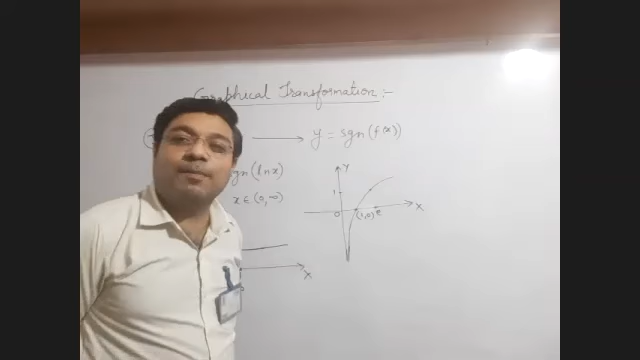 Graphical Transformation :-
→ y = sgn(f(x))
sgn(ln x)
x ∈ (0, ∞)
Y
1
0
(1,0)
e
X
X